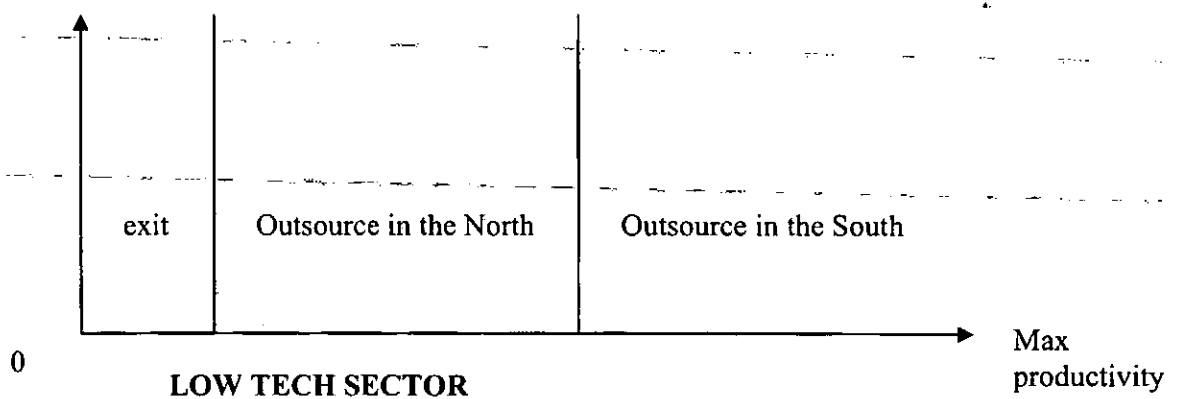 exit Outsource in the North Outsource in the South
0
Max
productivity
LOW TECH SECTOR